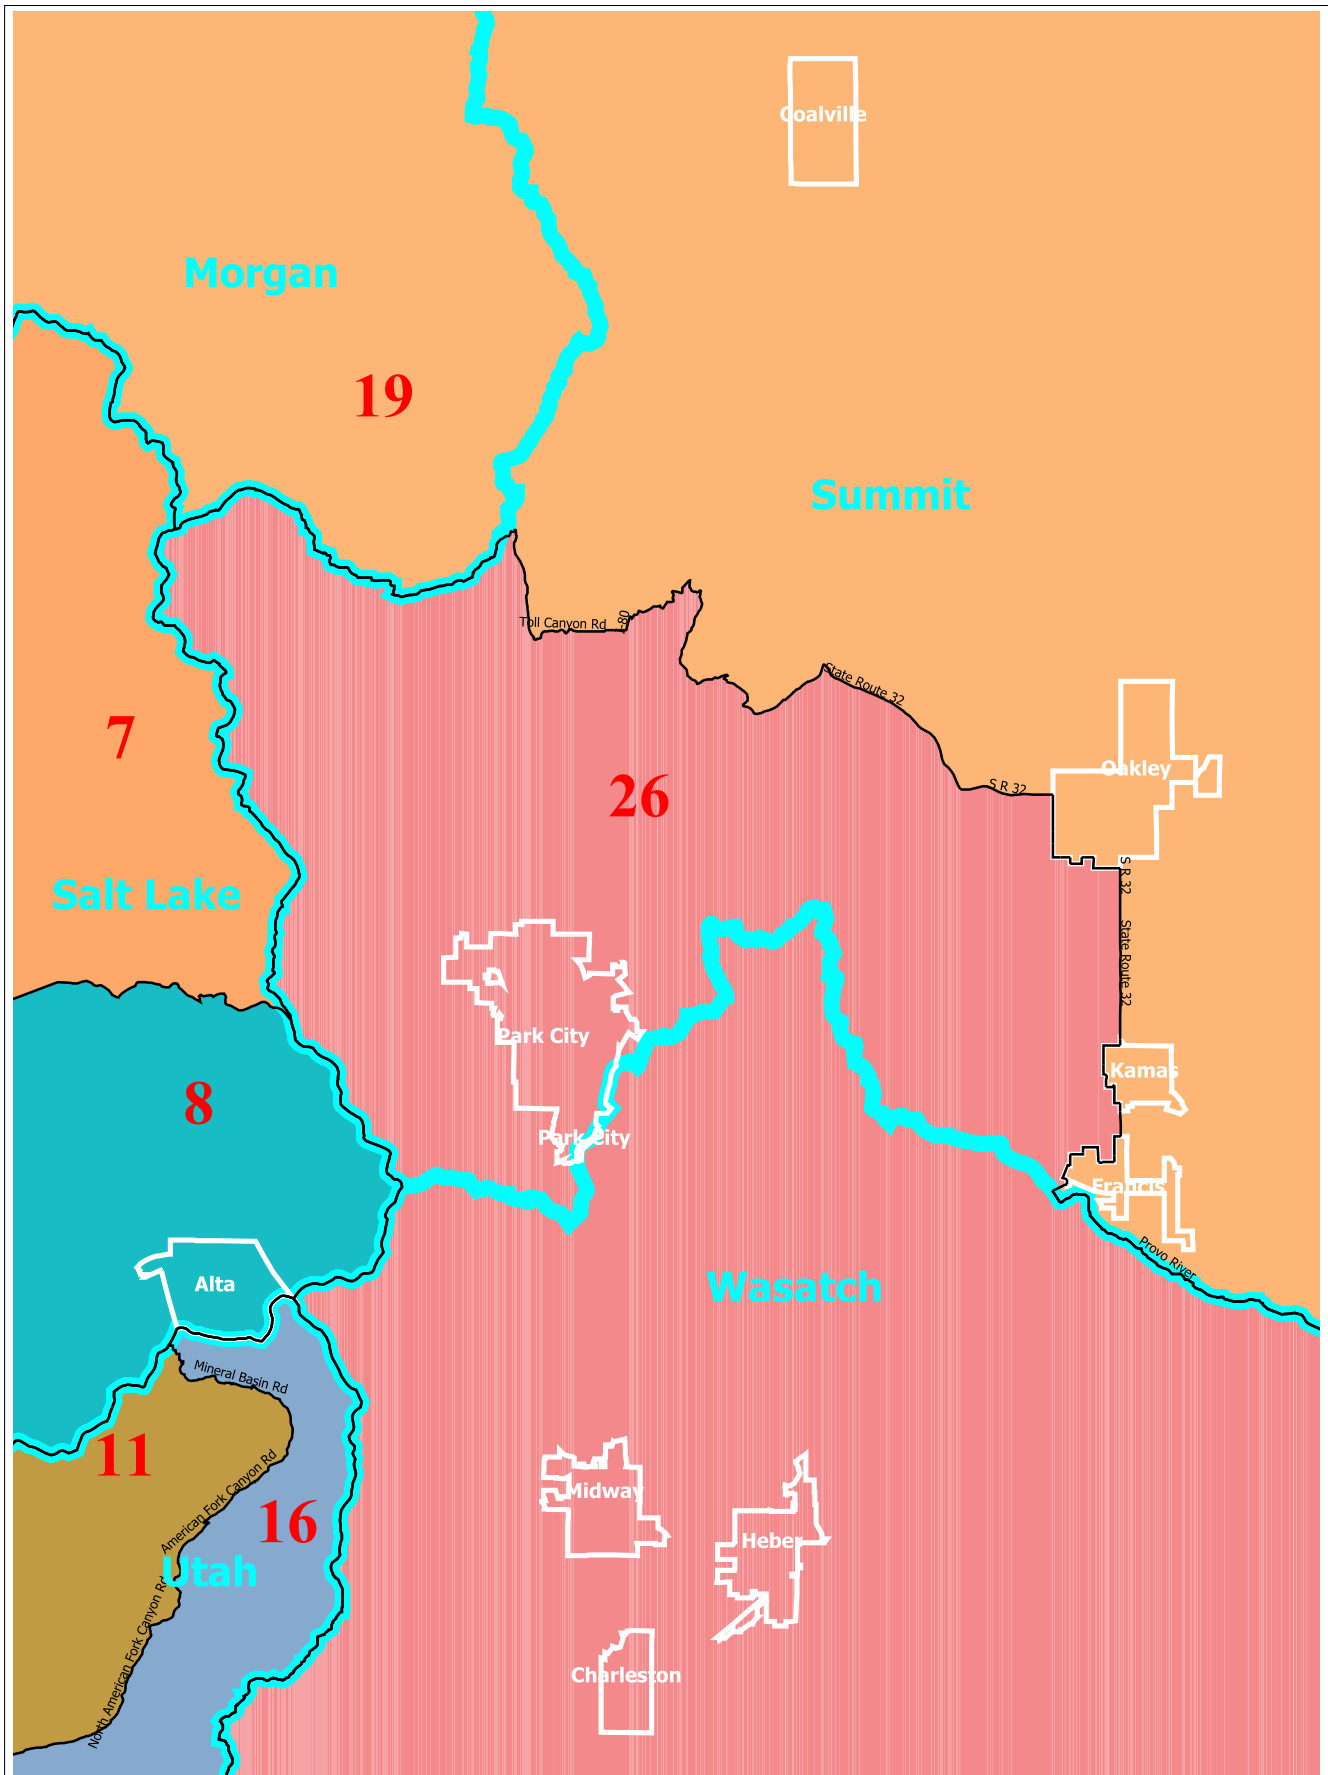 Coalville
Morgan
19
Summit
Toll Canyon Rd
I-80
State Route 32
7
Oakley
26
S R 32
S R 32
Salt Lake
State Route 32
Park City
Kamas
8
Park City
Francis
Provo River
Alta
Wasatch
Mineral Basin Rd
11
American Fork Canyon Rd
Midway
16
Heber
Utah
North American Fork Canyon Rd
Charleston